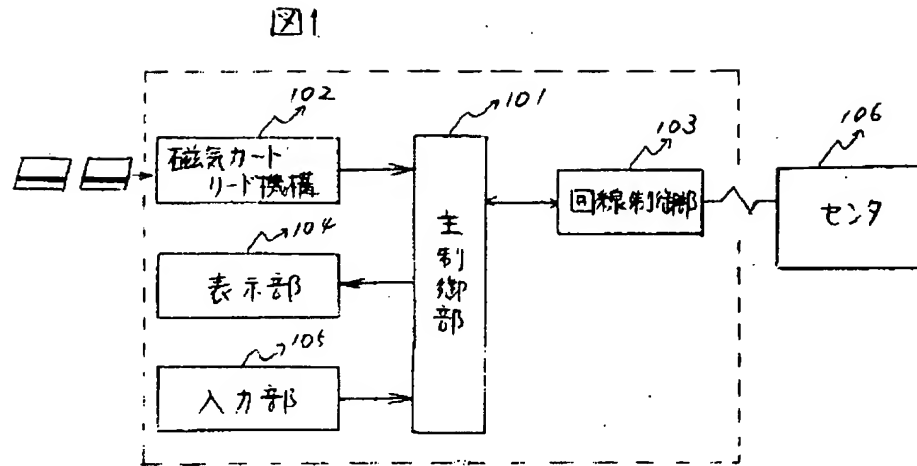 図1
102
磁気カード
リード機構
101
主制御部
103
回線制御部
106
センタ
104
表示部
105
入力部